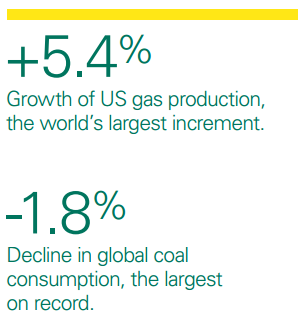 +5.4%
Growth of US gas production,
the world's largest increment.
-1.8%
Decline in global coal
consumption, the largest
on record.